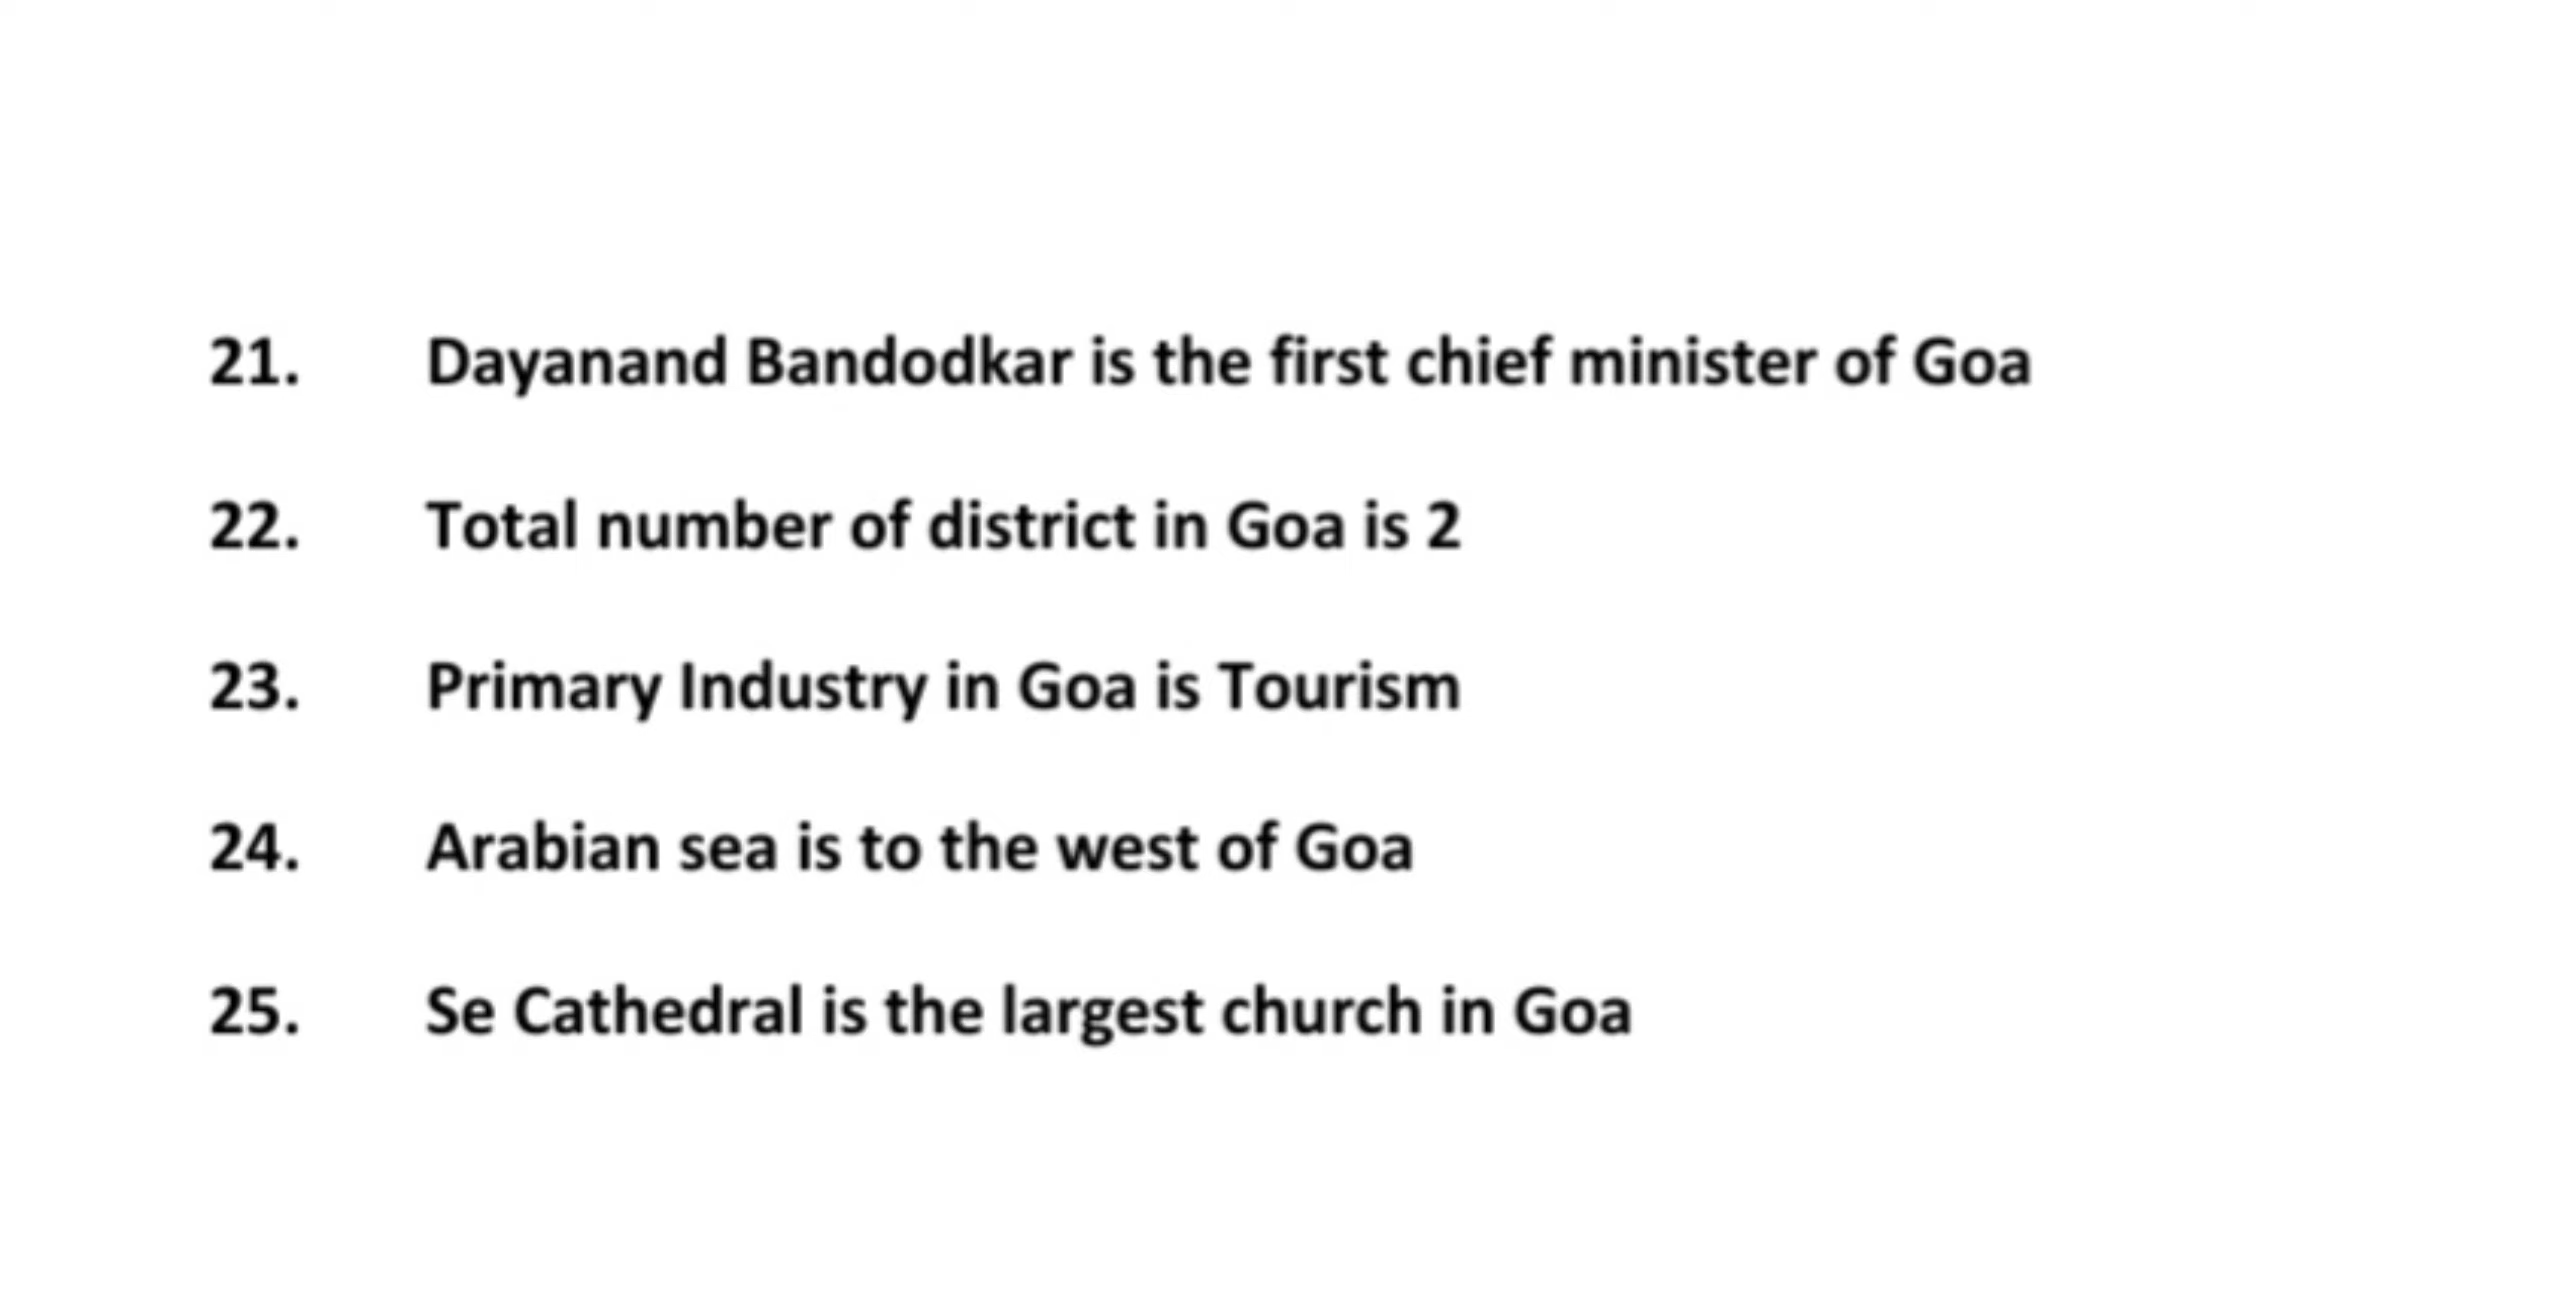 21. Dayanand Bandodkar is the first chief minister of Goa
22. Total number of district in Goa is 2
23. Primary Industry in Goa is Tourism
24. Arabian sea is to the west of Goa
25. Se Cathedral is the largest church in Goa